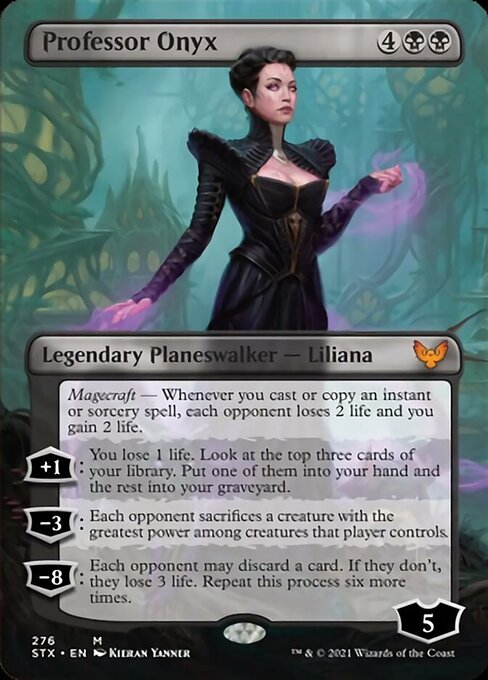 Professor Onyx 4
Legendary Planeswalker — Liliana
Magecraft — Whenever you cast or copy an instant
or sorcery spell, each opponent loses 2 life and you
gain 2 life.
+1 : You lose 1 life. Look at the top three cards of
your library. Put one of them into your hand and
the rest into your graveyard.
-3 : Each opponent sacrifices a creature with the
greatest power among creatures that player controls.
-8 : Each opponent may discard a card. If they don't,
they lose 3 life. Repeat this process six more
times.
5
276 M
STX • EN Kieran Yanner
™ & © 2021 Wizards of the Coast